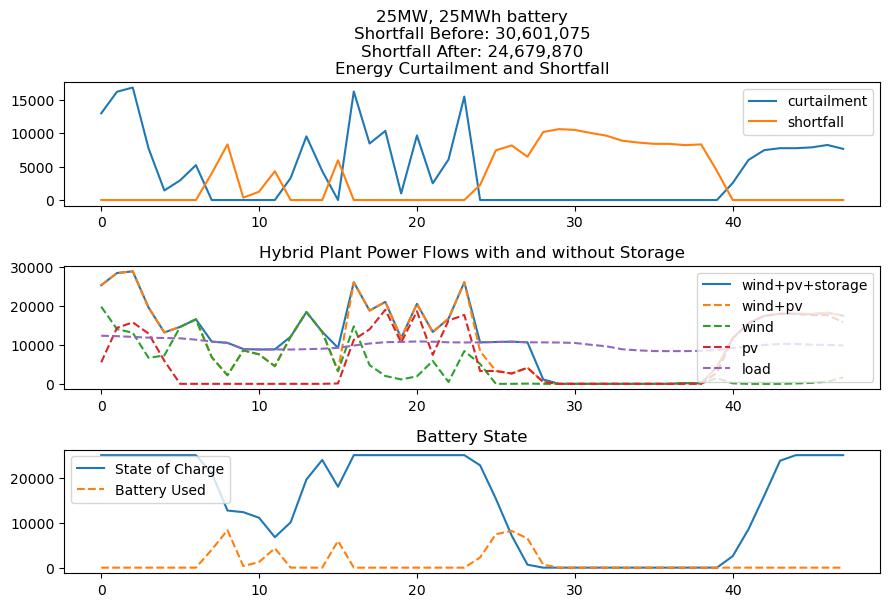 25MW, 25MWh battery
Shortfall Before: 30,601,075
Shortfall After: 24,679,870
Energy Curtailment and Shortfall
15000
10000
5000
0
curtailment
shortfall
0 10 20 30 40
Hybrid Plant Power Flows with and without Storage
30000
20000
10000
0
wind+pv+storage
wind+pv
wind
pv
load
0 10 20 30 40
Battery State
20000
10000
0
State of Charge
Battery Used
0 10 20 30 40